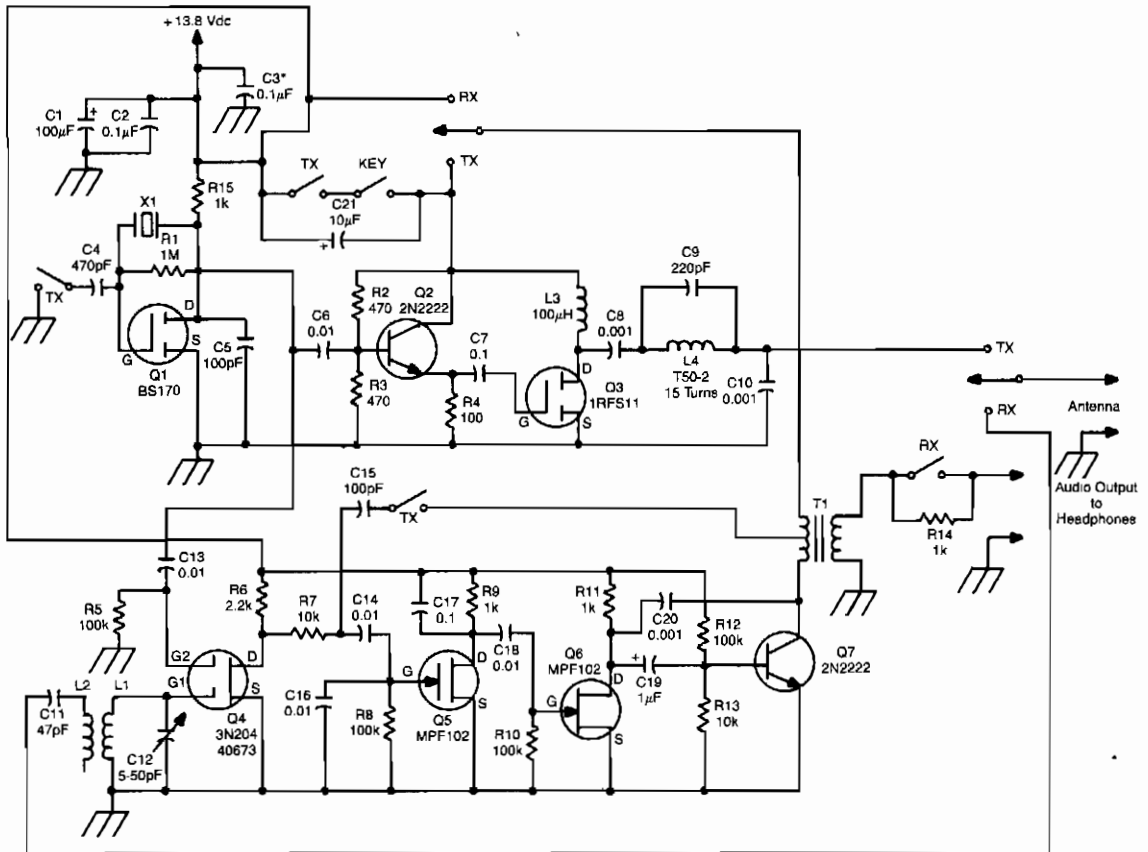 + 13.8 Vdc
C3*
0.1µF
C1
100µF
+
C2
0.1µF
RX
TX
TX
KEY
C21
10µF
+
R15
1k
X1
R1
1M
C4
470pF
TX
D
S
G
Q1
BS170
C5
100pF
C6
0.01
R2
470
Q2
2N2222
R3
470
C7
0.1
R4
100
L3
100µH
C8
0.001
C9
220pF
L4
T50-2
15 Turns
D
G
S
Q3
1RFS11
C10
0.001
TX
RX
Antenna
C15
100pF
TX
T1
RX
R14
1k
Audio Output
to
Headphones
C13
0.01
R5
100k
R6
2.2k
R7
10k
C14
0.01
C17
0.1
R9
1k
C18
0.01
R11
1k
C20
0.001
R12
100k
Q7
2N2222
G2
G1
D
S
Q4
3N204
40673
L2
L1
C11
47pF
C12
5-50pF
C16
0.01
R8
100k
G
D
S
Q5
MPF102
R10
100k
Q6
MPF102
G
D
S
+
C19
1µF
R13
10k